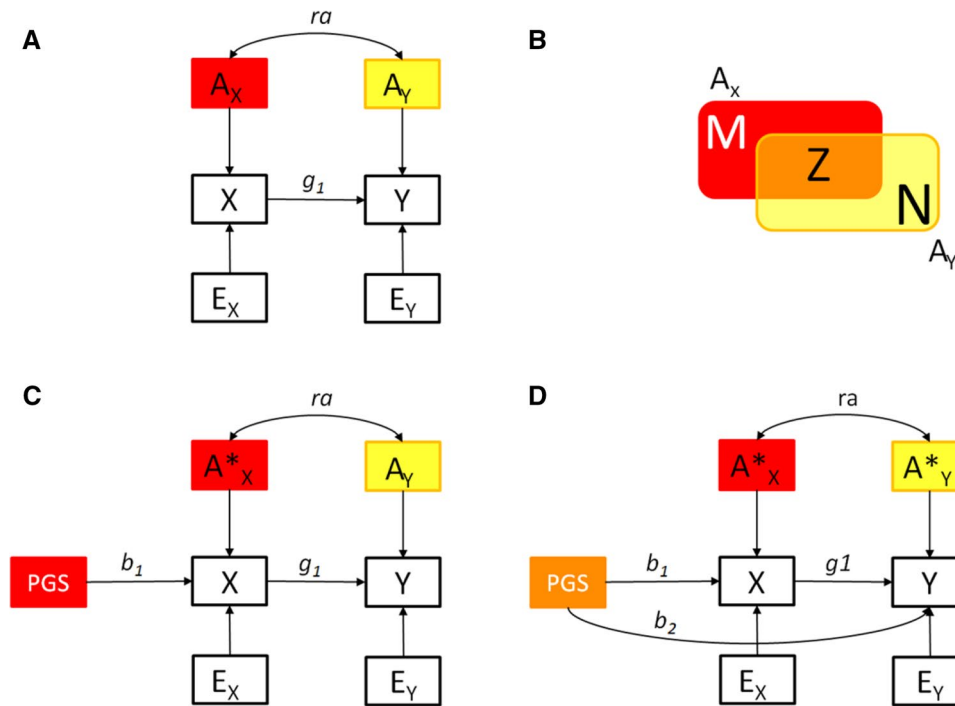 A
ra
A_X
A_Y
X
g_1
Y
E_X
E_Y
B
A_x
M
Z
N
A_Y
C
ra
A*_X
A_Y
PGS
b_1
X
g_1
Y
E_X
E_Y
D
ra
A*_X
A*_Y
PGS
b_1
X
g1
Y
b_2
E_X
E_Y